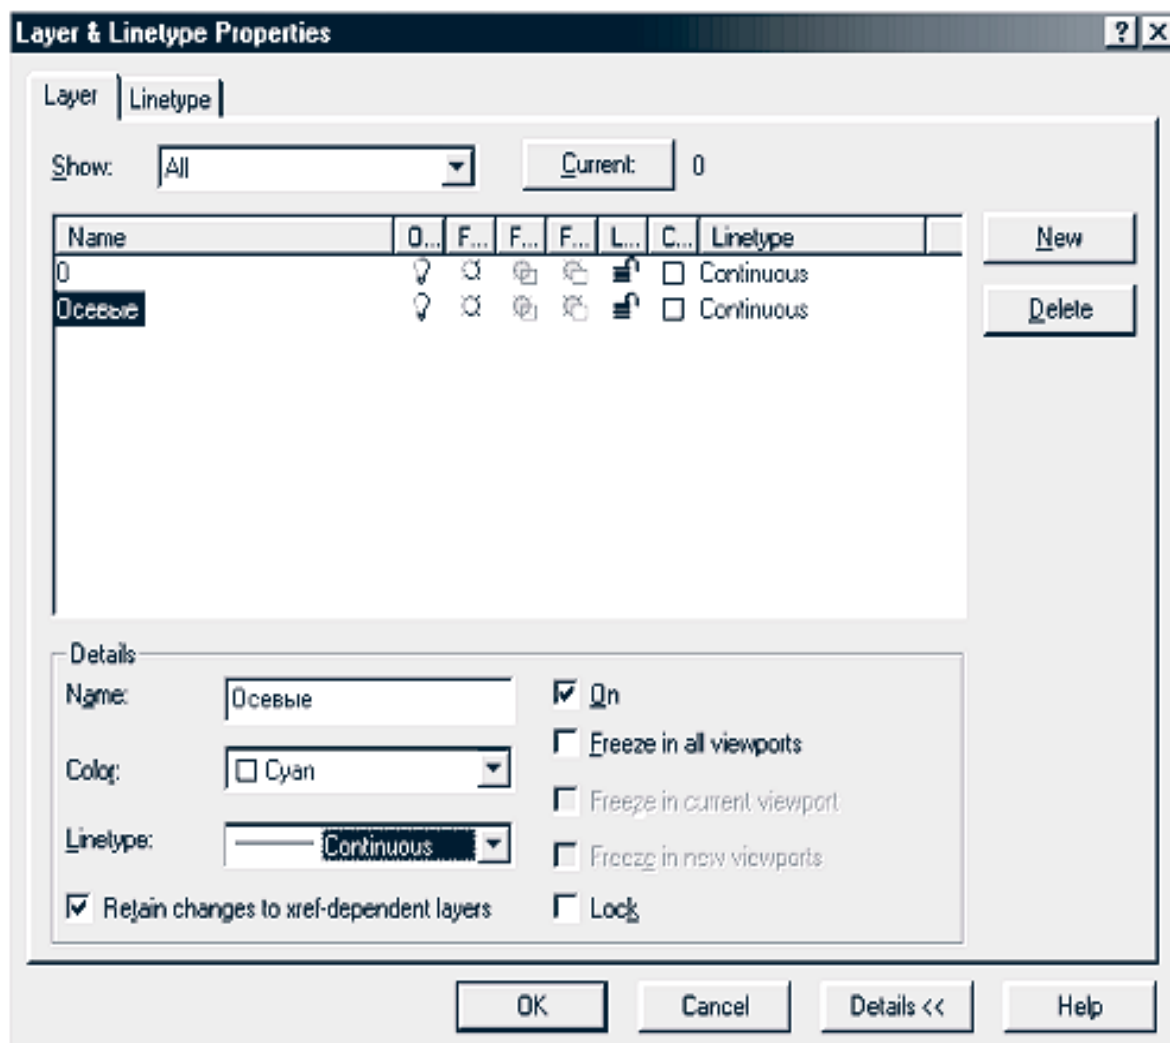 Layer & Linetype Properties
Layer Linetype
Show: All Current: 0
Name O... F... F... F... L... C... Linetype
0 Continuous
Осевые Continuous
New
Delete
Details
Name: Осевые
Color: Cyan
Linetype: Continuous
Retain changes to xref-dependent layers
On
Freeze in all viewports
Freeze in current viewport
Freeze in new viewports
Lock
OK Cancel Details << Help